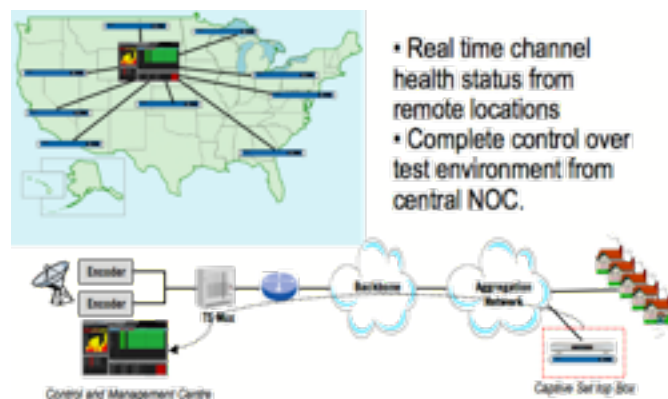 • Real time channel
health status from
remote locations
• Complete control over
test environment from
central NOC.
Encoder
Encoder
TS-Mux
Backbone
Aggregation
Network
Control and Management Centre
Captive Set top Box